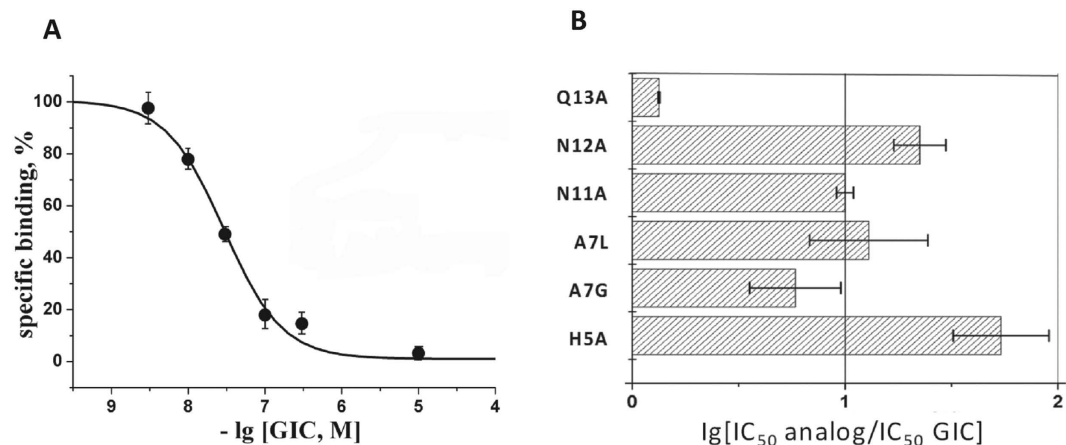 A
100
80
60
40
20
0
specific binding, %
9 8 7 6 5 4
- lg [GIC, M]
B
Q13A
N12A
N11A
A7L
A7G
H5A
0 1 2
lg[IC50 analog/IC50 GIC]